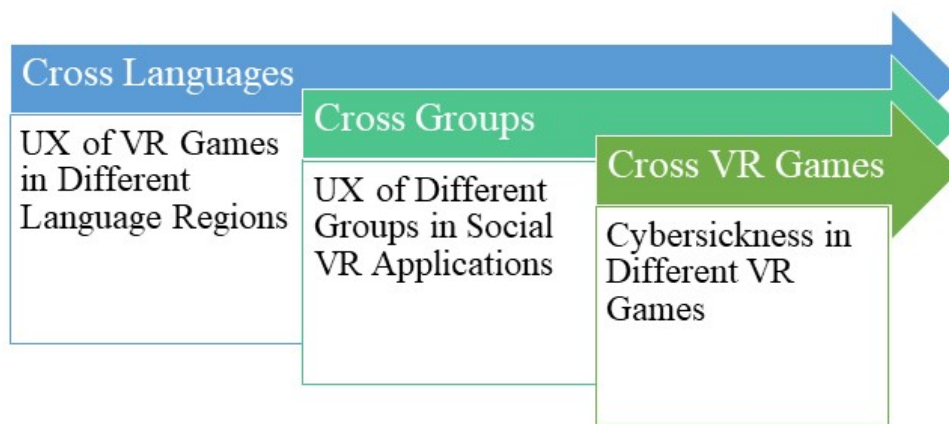 Cross Languages
UX of VR Games
in Different
Language Regions
Cross Groups
UX of Different
Groups in Social
VR Applications
Cross VR Games
Cybersickness in
Different VR
Games